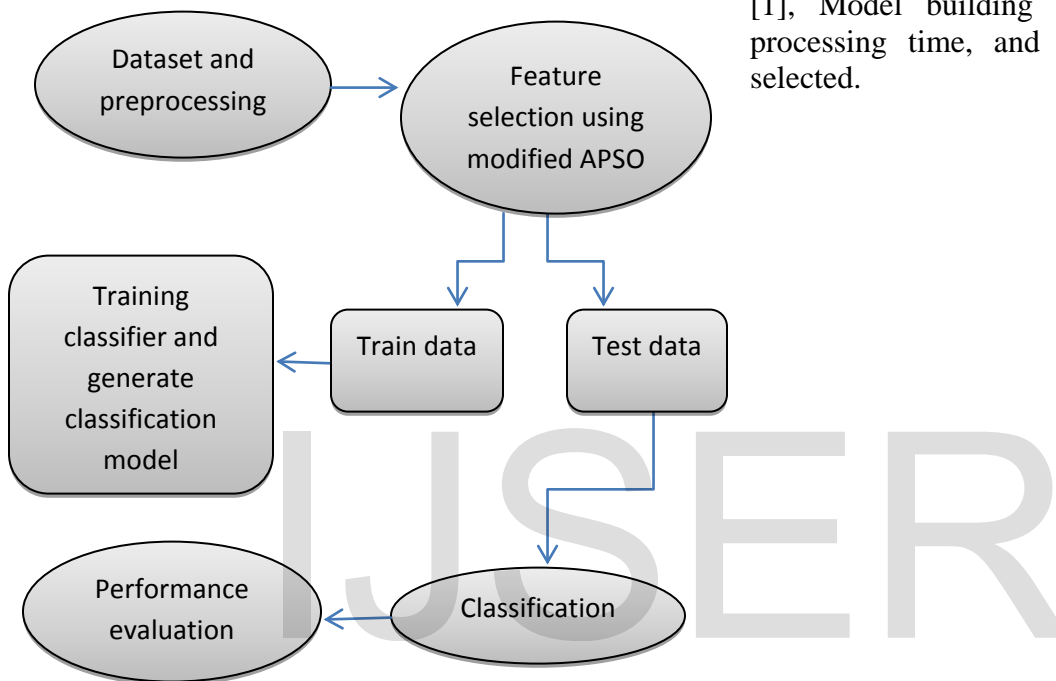 [1], Model building
processing time, and
selected.
Dataset and
preprocessing
Feature
selection using
modified APSO
Training
classifier and
generate
classification
model
Train data
Test data
Performance
evaluation
Classification
IJSER